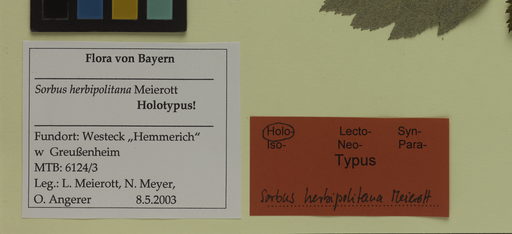 Flora von Bayern
Sorbus herbipolitana Meierott
Holotypus!
Fundort: Westeck „Hemmerich“
w Greußenheim
MTB: 6124/3
Leg.: L. Meierott, N. Meyer,
O. Angerer 8.5.2003
Holo- Lecto- Syn-
Iso- Neo- Para-
Typus
Sorbus herbipolitana Meierott